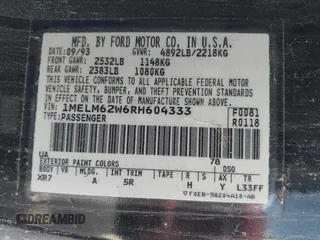 MFD. BY FORD MOTOR CO. IN U.S.A.
DATE: 09/93 GVWR: 4892LB/2218KG
FRONT GAWR: 2532LB 1148KG
REAR GAWR: 2383LB 1080KG
THIS VEHICLE CONFORMS TO ALL APPLICABLE FEDERAL MOTOR
VEHICLE SAFETY, BUMPER, AND THEFT PREVENTION STANDARDS
IN EFFECT ON THE DATE OF MANUFACTURE SHOWN ABOVE.
VIN: 1MELM62W6RH604333 F0081
TYPE: PASSENGER R0118
UA 78
EXTERIOR PAINT COLORS DSO
BODY VR MLDG. INT TRIM TAPE R S AX TR
XR7 A 5R H Y L33FF
DREAMBID